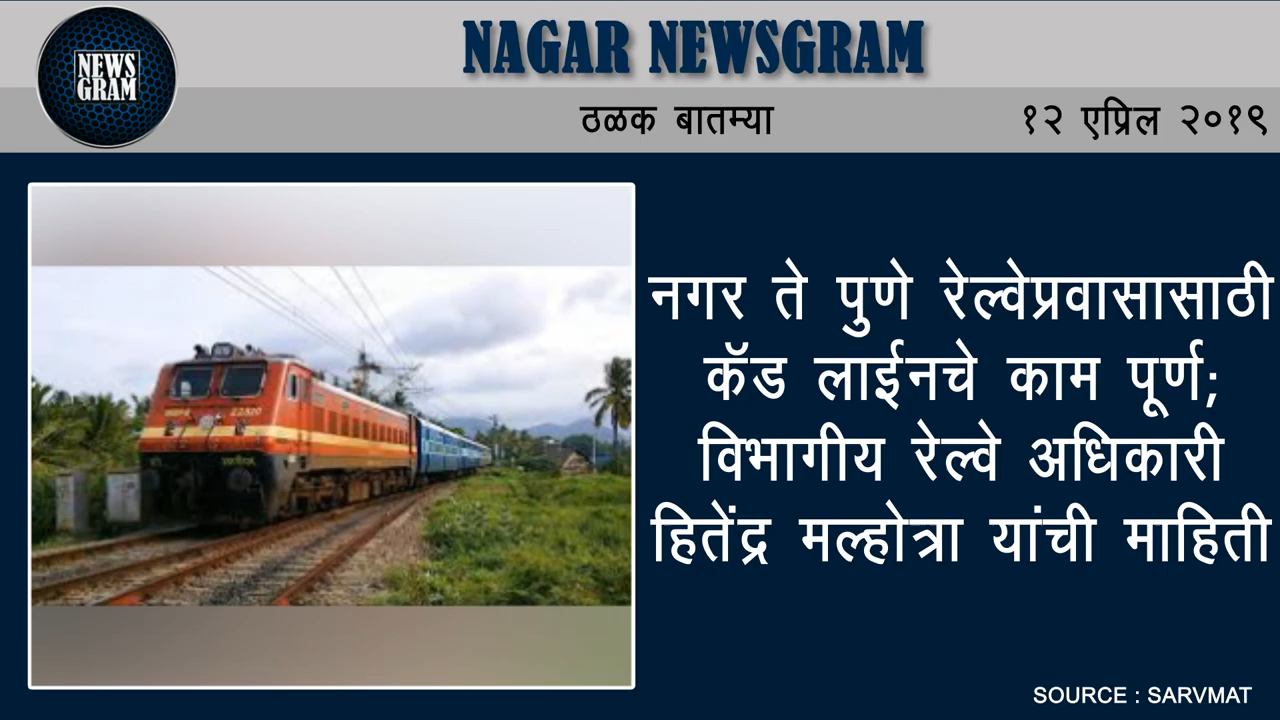 NEWS
GRAM
NAGAR NEWSGRAM
ठळक बातम्या
१२ एप्रिल २०१९
नगर ते पुणे रेल्वेप्रवासासाठी
कॅड लाईनचे काम पूर्ण;
विभागीय रेल्वे अधिकारी
हितेंद्र मल्होत्रा यांची माहिती
SOURCE : SARVMAT